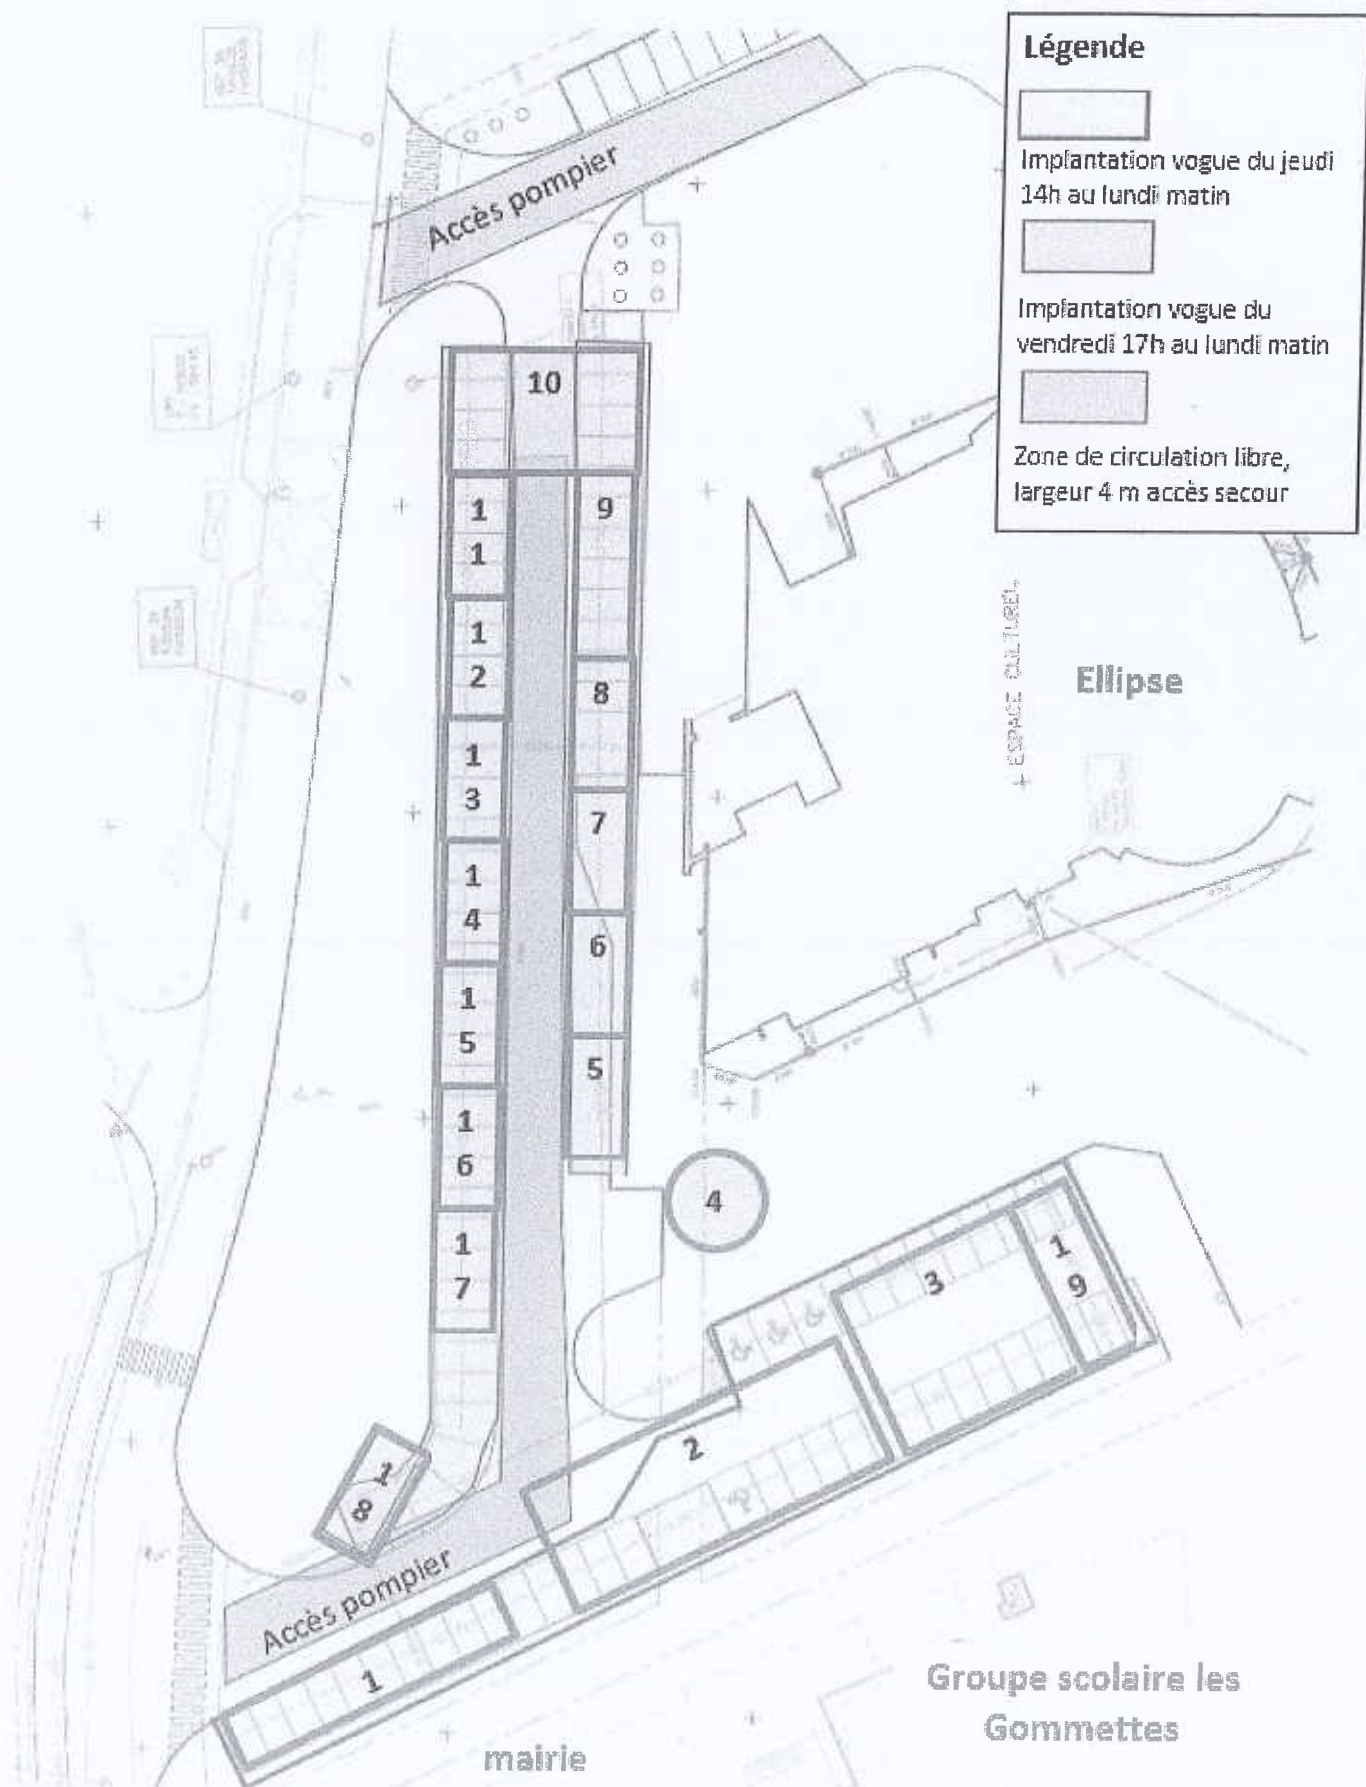 Légende
Implantation vogue du jeudi
14h au lundi matin
Implantation vogue du
vendredi 17h au lundi matin
Zone de circulation libre,
largeur 4 m accès secour
Accès pompier
10
1
1
9
1
2
8
1
3
7
1
4
6
1
5
5
1
6
4
1
7
3
1
9
2
1
8
Accès pompier
1
ESPACE CULTUREL
Ellipse
Groupe scolaire les
Gommettes
mairie